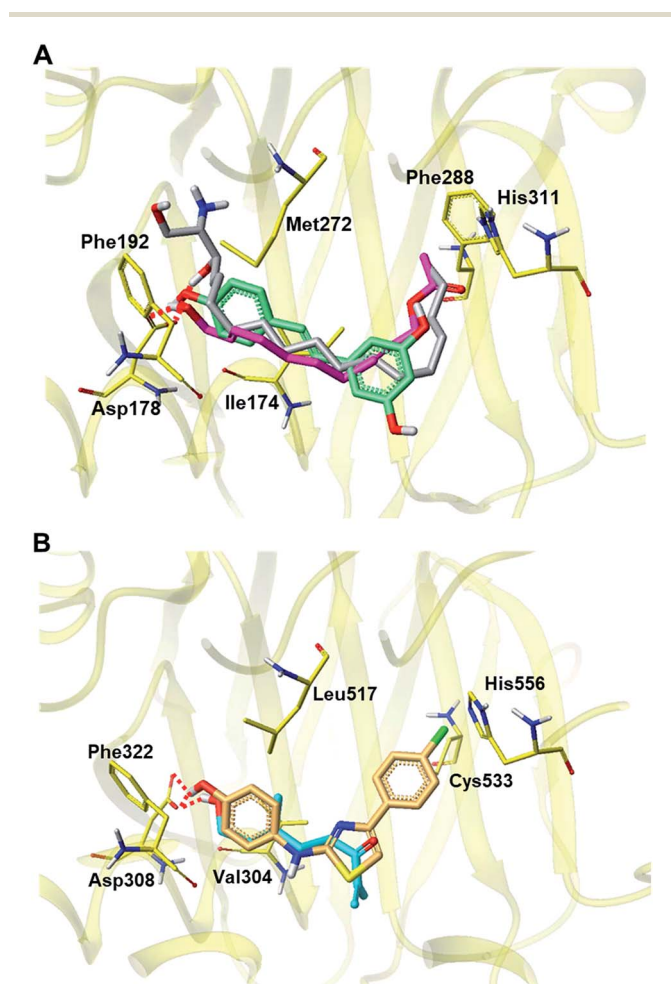 A
Phe288
His311
Met272
Phe192
Asp178
Ile174
B
Leu517
His556
Phe322
Cys533
Asp308
Val304